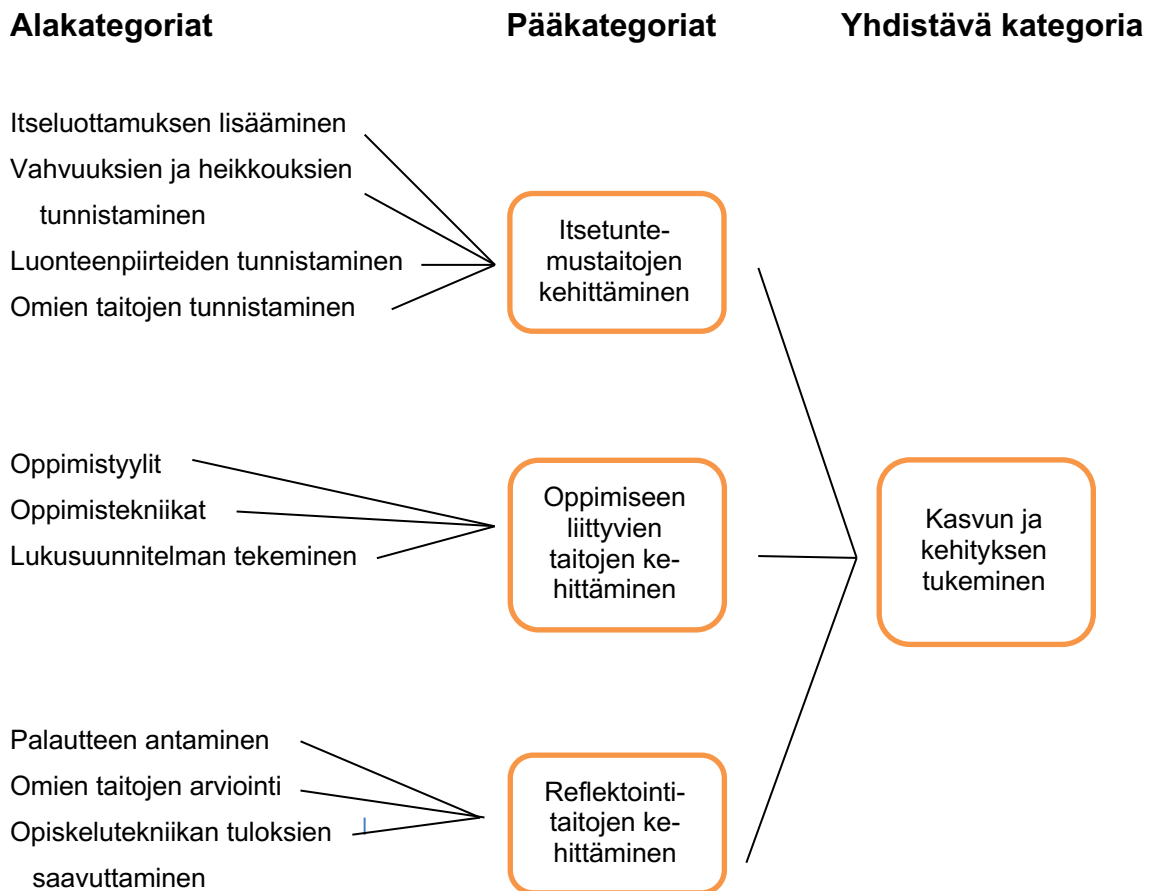 Alakategoriat Pääkategoriat Yhdistävä kategoria
Itseluottamuksen lisääminen
Vahvuuksien ja heikkouksien
tunnistaminen
Luonteenpiirteiden tunnistaminen
Omien taitojen tunnistaminen
Itsetunte-
mustaitojen
kehittäminen
Oppimistyylit
Oppimistekniikat
Lukusuunnitelman tekeminen
Oppimiseen
liittyvien
taitojen ke-
hittäminen
Kasvun ja
kehityksen
tukeminen
Palautteen antaminen
Omien taitojen arviointi
Opiskelutekniikan tuloksien
saavuttaminen
Reflektointi-
taitojen ke-
hittäminen